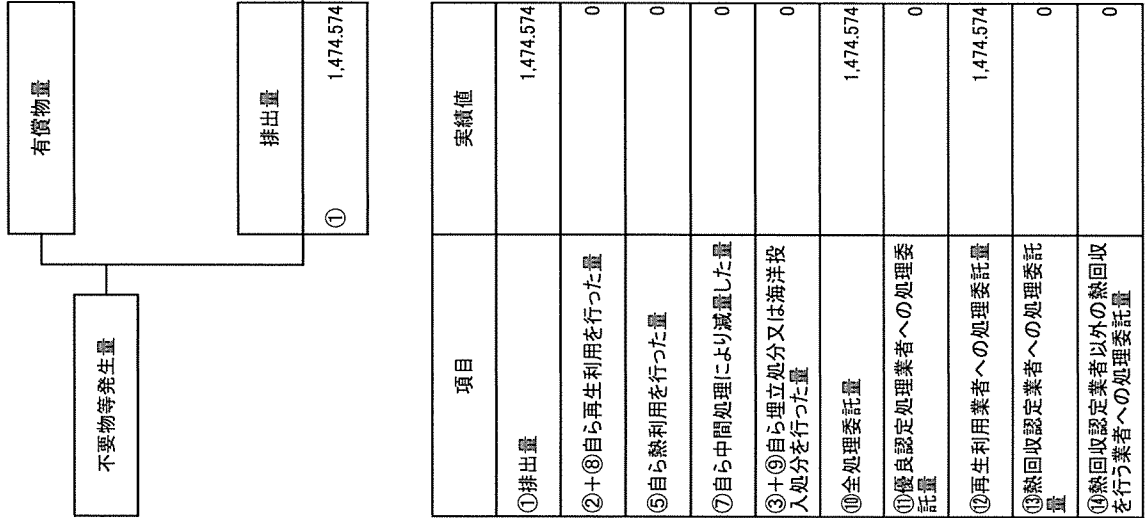 有償物量
不要物等発生量
排出量
① 1,474.574
項目 実績値
①排出量 1,474.574
②+⑧自ら再生利用を行った量 0
⑤自ら熱利用を行った量 0
⑦自ら中間処理により減量した量 0
③+⑨自ら埋立処分又は海洋投
入処分を行った量 0
⑩全処理委託量 1,474.574
⑪優良認定処理業者への処理委
託量 0
⑫再生利用業者への処理委託量 1,474.574
⑬熱回収認定業者への処理委託
量 0
⑭熱回収認定業者以外の熱回収
を行う業者への処理委託量 0